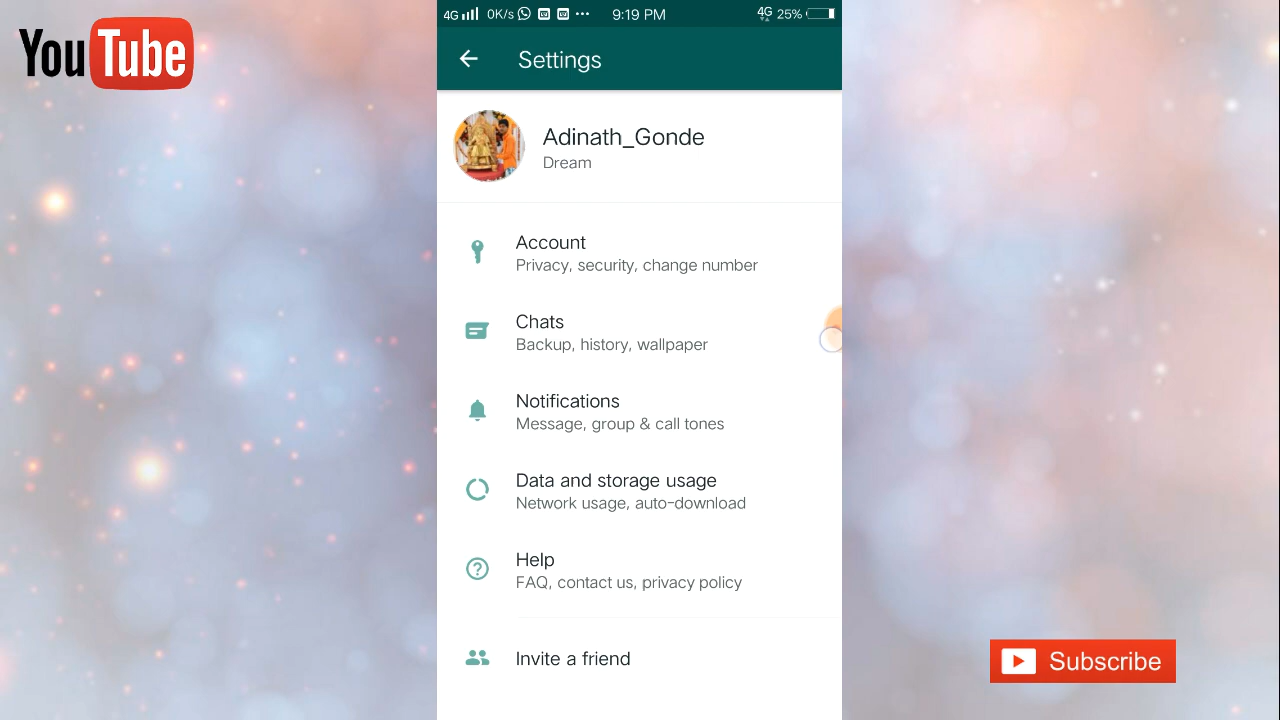 YouTube
4G 0K/s 9:19 PM 4G 25%
Settings
Adinath_Gonde
Dream
Account
Privacy, security, change number
Chats
Backup, history, wallpaper
Notifications
Message, group & call tones
Data and storage usage
Network usage, auto-download
Help
FAQ, contact us, privacy policy
Invite a friend
Subscribe